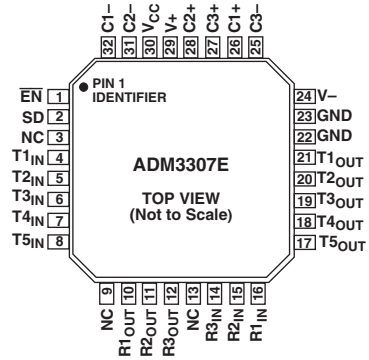 32 C1–
31 C2–
30 VCC
29 V+
28 C2+
27 C3+
26 C1+
25 C3–
PIN 1
IDENTIFIER
EN 1
SD 2
NC 3
T1IN 4
T2IN 5
T3IN 6
T4IN 7
T5IN 8
ADM3307E
TOP VIEW
(Not to Scale)
24 V–
23 GND
22 GND
21 T1OUT
20 T2OUT
19 T3OUT
18 T4OUT
17 T5OUT
NC 9
R1OUT 10
R2OUT 11
R3OUT 12
NC 13
R3IN 14
R2IN 15
R1IN 16